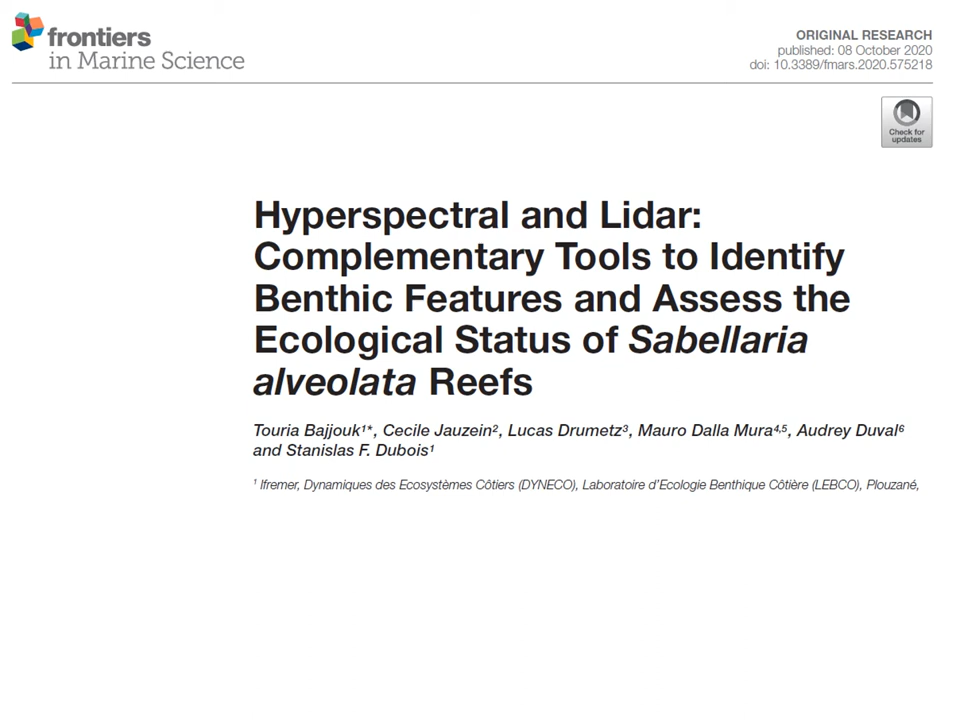 frontiers
in Marine Science
ORIGINAL RESEARCH
published: 08 October 2020
doi: 10.3389/fmars.2020.575218
Check for
updates
Hyperspectral and Lidar:
Complementary Tools to Identify
Benthic Features and Assess the
Ecological Status of Sabellaria
alveolata Reefs
Touria Bajjouk¹*, Cecile Jauzein², Lucas Drumetz³, Mauro Dalla Mura⁴,⁵, Audrey Duval⁶
and Stanislas F. Dubois¹
¹ Ifremer, Dynamiques des Ecosystèmes Côtiers (DYNECO), Laboratoire d'Ecologie Benthique Côtière (LEBCO), Plouzané,